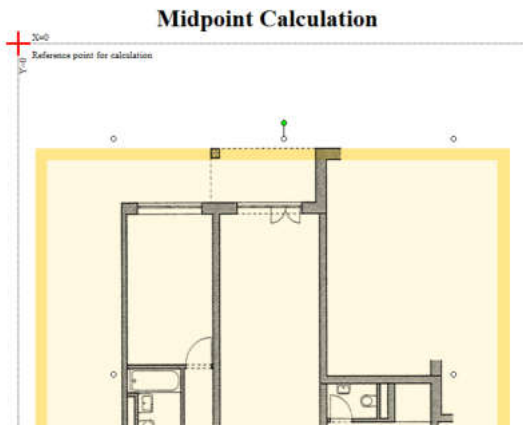 Midpoint Calculation
X=0
Reference point for calculation
Y=0